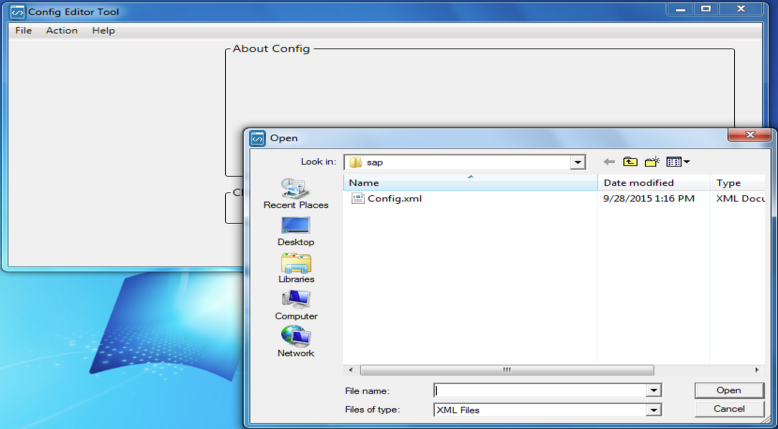 Config Editor Tool
File Action Help
About Config
Open
Look in: sap
Name Date modified Type
Config.xml 9/28/2015 1:16 PM XML Docu
Recent Places
Desktop
Libraries
Computer
Network
File name: Open
Files of type: XML Files Cancel